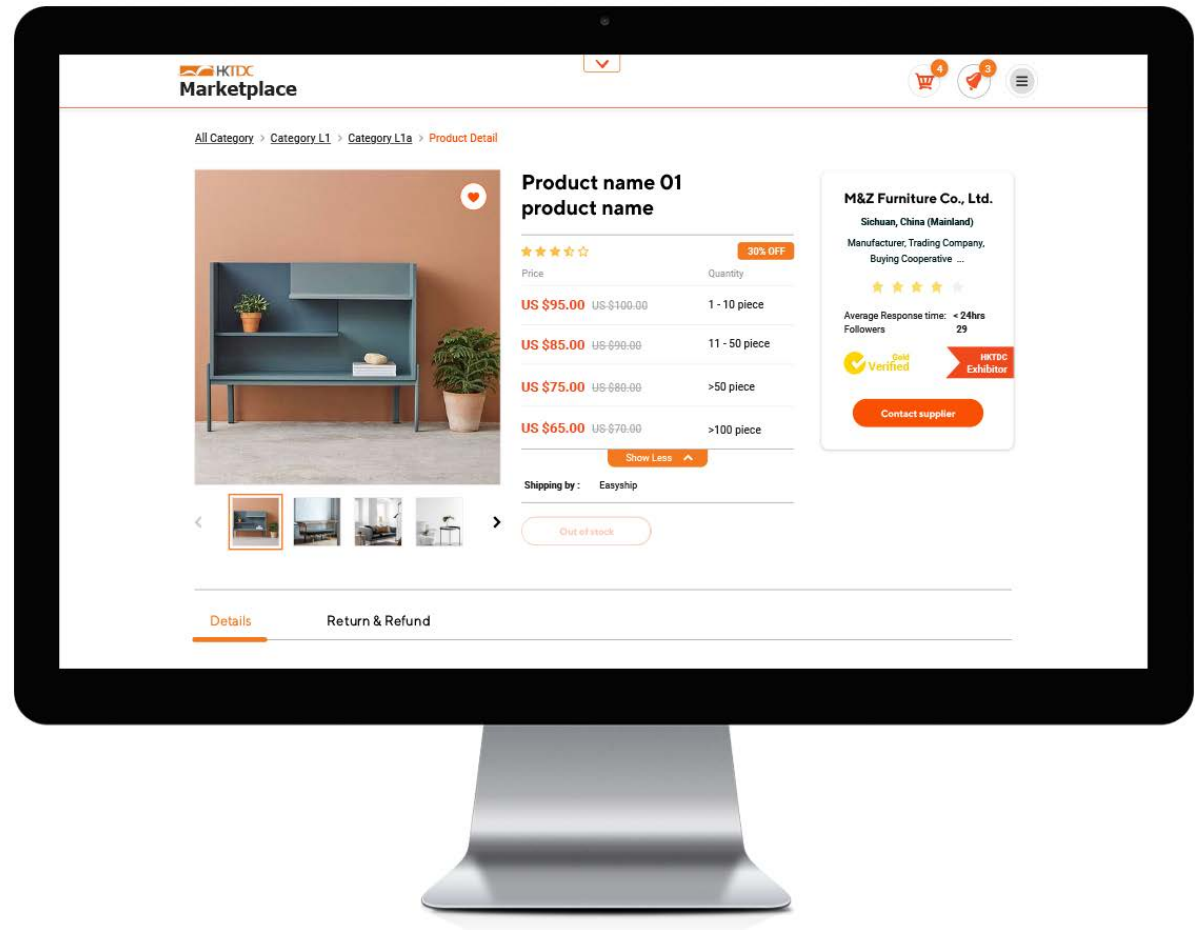 HKTDC
Marketplace
4
3
All Category > Category L1 > Category L1a > Product Detail
Product name 01
product name
30% OFF
Price Quantity
US $95.00 US $100.00 1 - 10 piece
US $85.00 US $90.00 11 - 50 piece
US $75.00 US $80.00 >50 piece
US $65.00 US $70.00 >100 piece
Show Less
Shipping by : Easyship
Out of stock
M&Z Furniture Co., Ltd.
Sichuan, China (Mainland)
Manufacturer, Trading Company,
Buying Cooperative ...
Average Response time: < 24hrs
Followers 29
Gold
Verified
HKTDC
Exhibitor
Contact supplier
Details Return & Refund